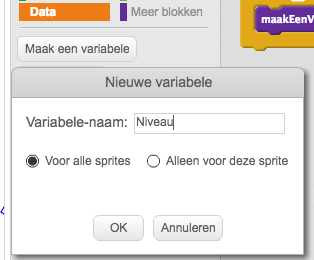 Data
Meer blokken
Maak een variabele
maakEenV
Nieuwe variabele
Variabele-naam: Niveau
Voor alle sprites Alleen voor deze sprite
OK Annuleren